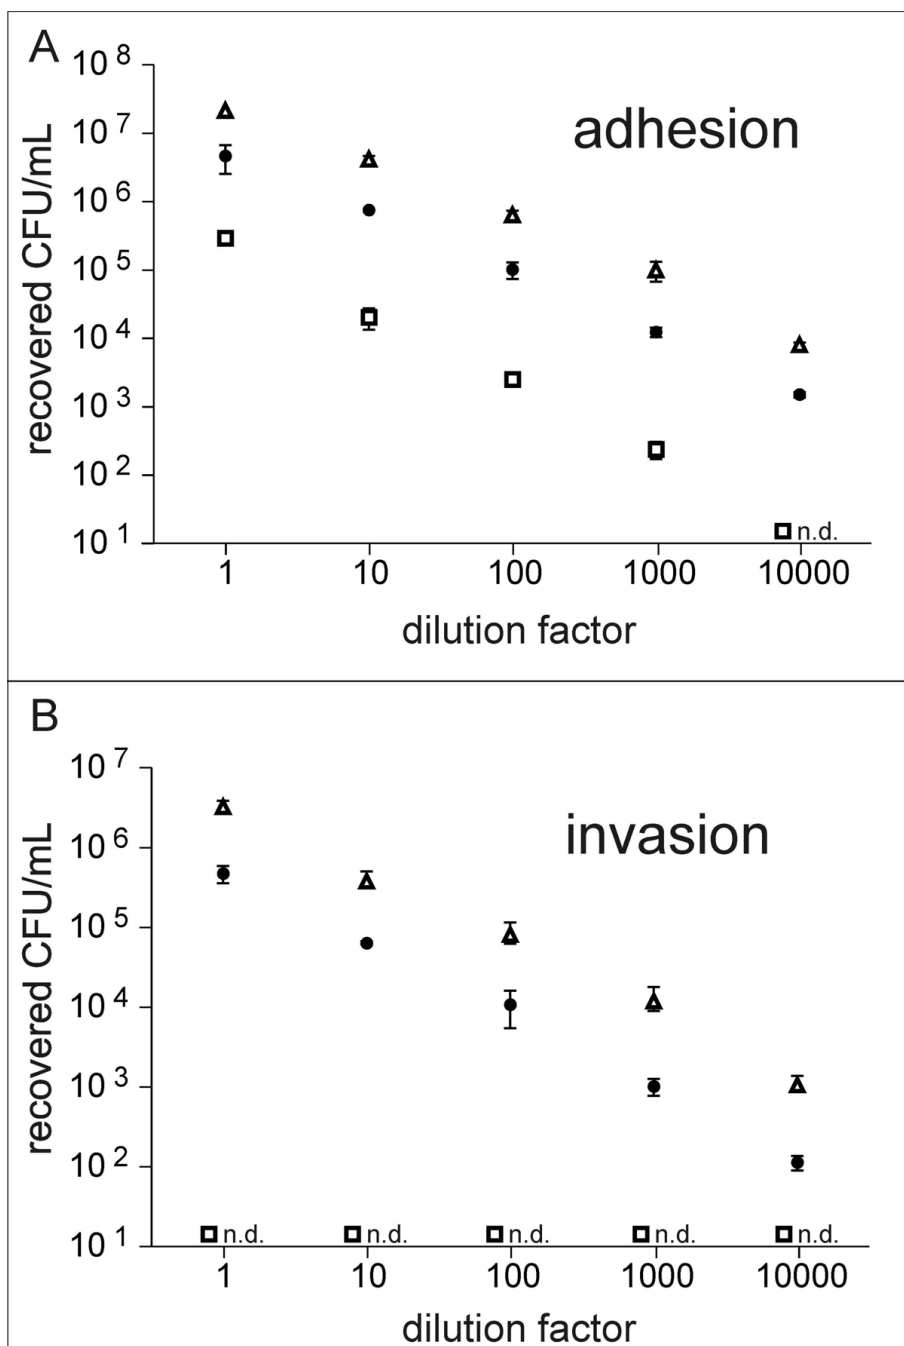 A
adhesion
recovered CFU/mL
10^8
10^7
10^6
10^5
10^4
10^3
10^2
10^1
n.d.
1 10 100 1000 10000
dilution factor
B
invasion
recovered CFU/mL
10^7
10^6
10^5
10^4
10^3
10^2
10^1
n.d. n.d. n.d. n.d. n.d.
1 10 100 1000 10000
dilution factor